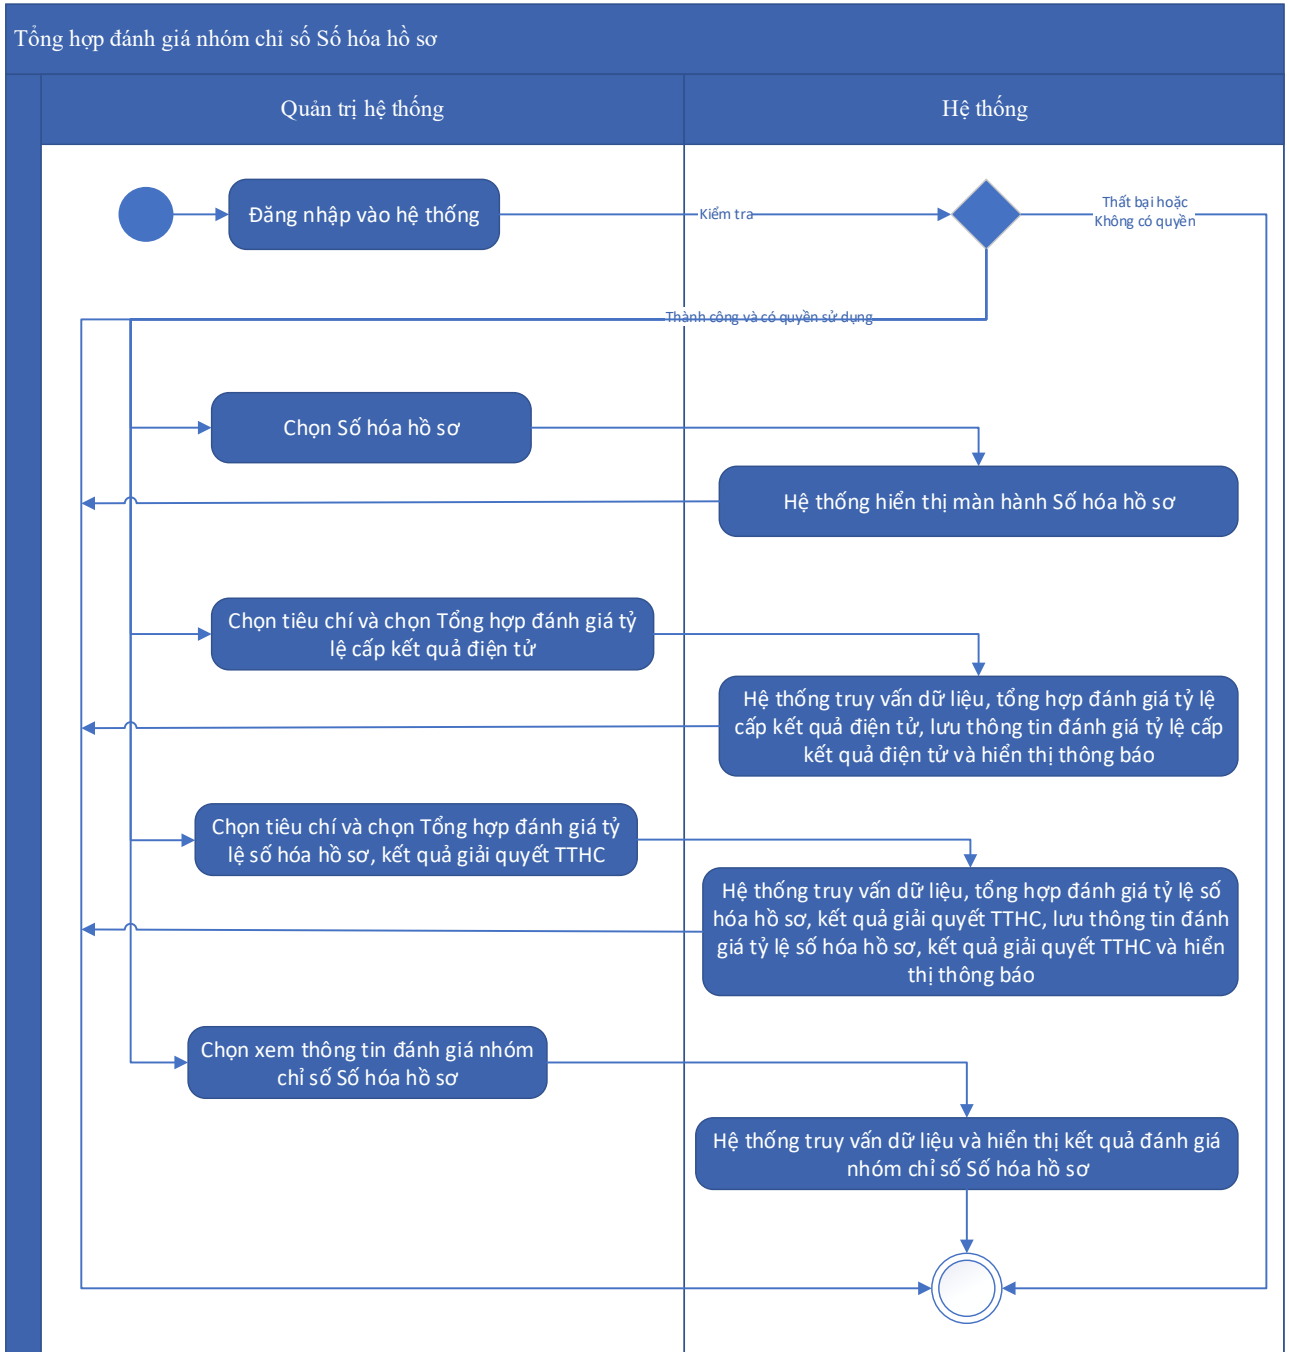 Tổng hợp đánh giá nhóm chỉ số Số hóa hồ sơ
Quản trị hệ thống
Hệ thống
Đăng nhập vào hệ thống
Kiểm tra
Thất bại hoặc
Không có quyền
Thành công và có quyền sử dụng
Chọn Số hóa hồ sơ
Hệ thống hiển thị màn hành Số hóa hồ sơ
Chọn tiêu chí và chọn Tổng hợp đánh giá tỷ
lệ cấp kết quả điện tử
Hệ thống truy vấn dữ liệu, tổng hợp đánh giá tỷ lệ
cấp kết quả điện tử, lưu thông tin đánh giá tỷ lệ cấp
kết quả điện tử và hiển thị thông báo
Chọn tiêu chí và chọn Tổng hợp đánh giá tỷ
lệ số hóa hồ sơ, kết quả giải quyết TTHC
Hệ thống truy vấn dữ liệu, tổng hợp đánh giá tỷ lệ số
hóa hồ sơ, kết quả giải quyết TTHC, lưu thông tin đánh
giá tỷ lệ số hóa hồ sơ, kết quả giải quyết TTHC và hiển
thị thông báo
Chọn xem thông tin đánh giá nhóm
chỉ số Số hóa hồ sơ
Hệ thống truy vấn dữ liệu và hiển thị kết quả đánh giá
nhóm chỉ số Số hóa hồ sơ